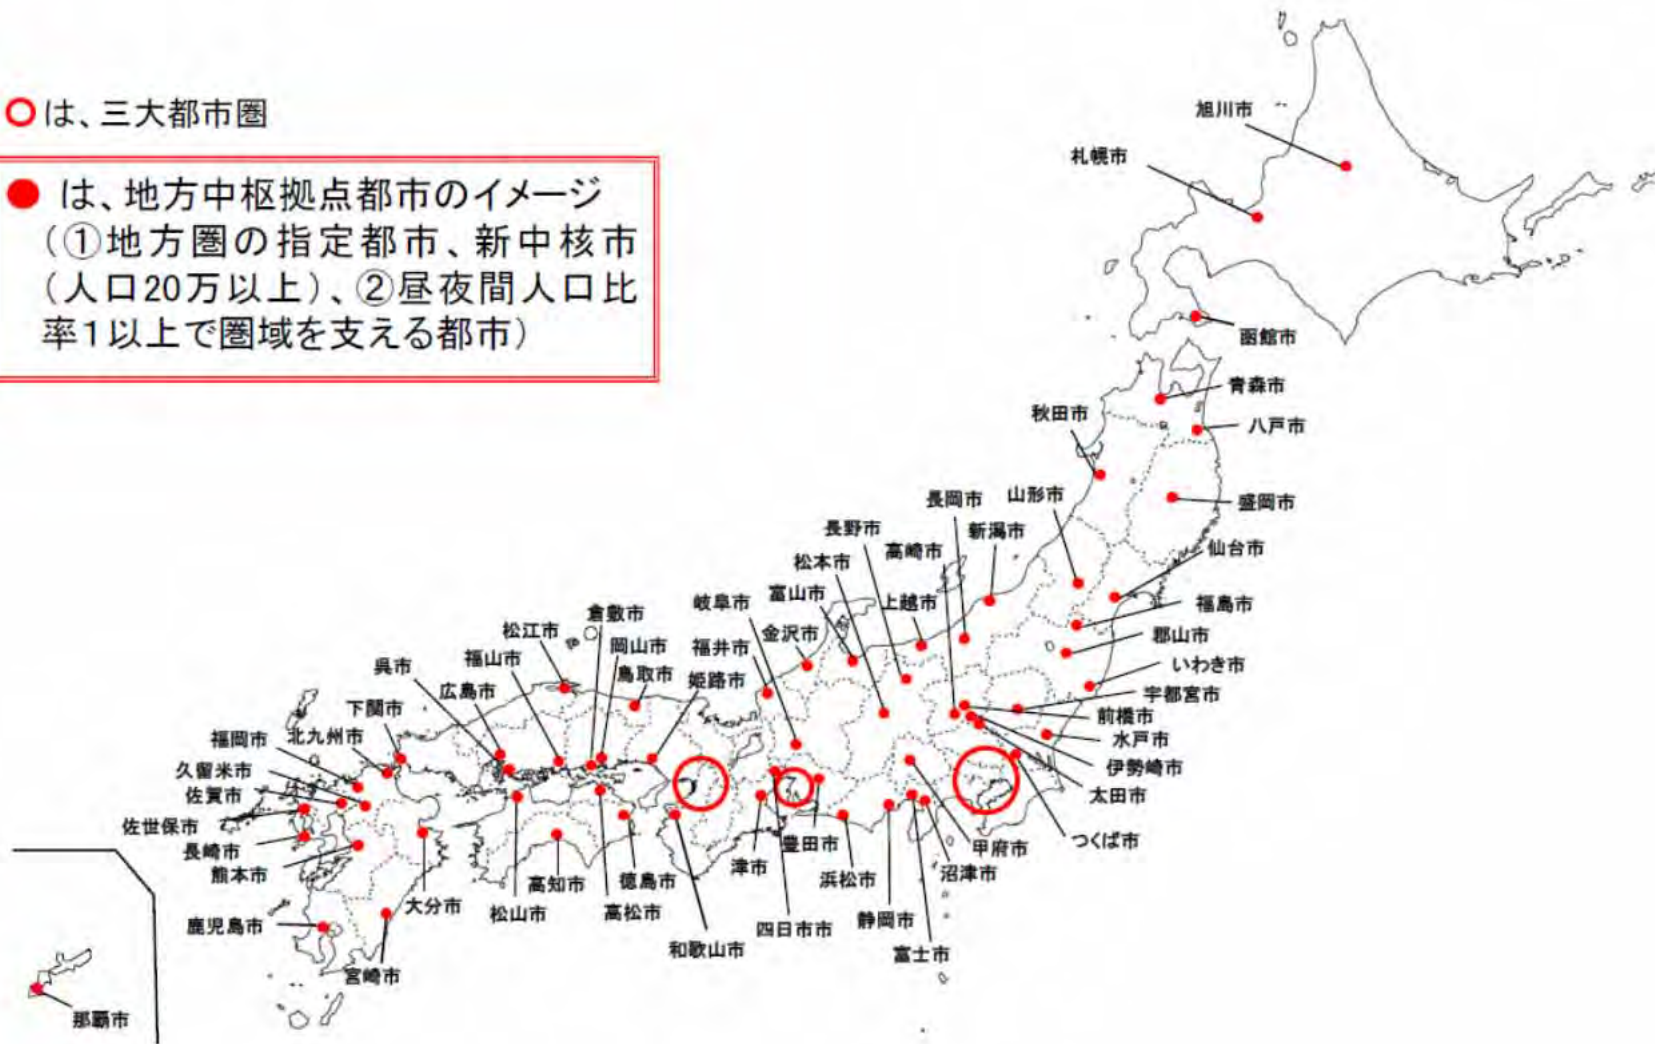 ○は、三大都市圏
● は、地方中枢拠点都市のイメージ
(①地方圏の指定都市、新中核市
(人口20万以上)、②昼夜間人口比
率1以上で圏域を支える都市)
旭川市
札幌市
函館市
青森市
秋田市
八戸市
長岡市
山形市
盛岡市
長野市
新潟市
高崎市
仙台市
松本市
富山市
岐阜市
上越市
福島市
倉敷市
松江市
金沢市
郡山市
岡山市
福井市
福山市
いわき市
呉市
鳥取市
姫路市
広島市
宇都宮市
下関市
前橋市
北九州市
福岡市
水戸市
久留米市
伊勢崎市
佐賀市
太田市
佐世保市
つくば市
長崎市
豊田市
甲府市
熊本市
津市
沼津市
高知市
徳島市
浜松市
大分市
松山市
高松市
静岡市
鹿児島市
四日市市
和歌山市
富士市
宮崎市
那覇市